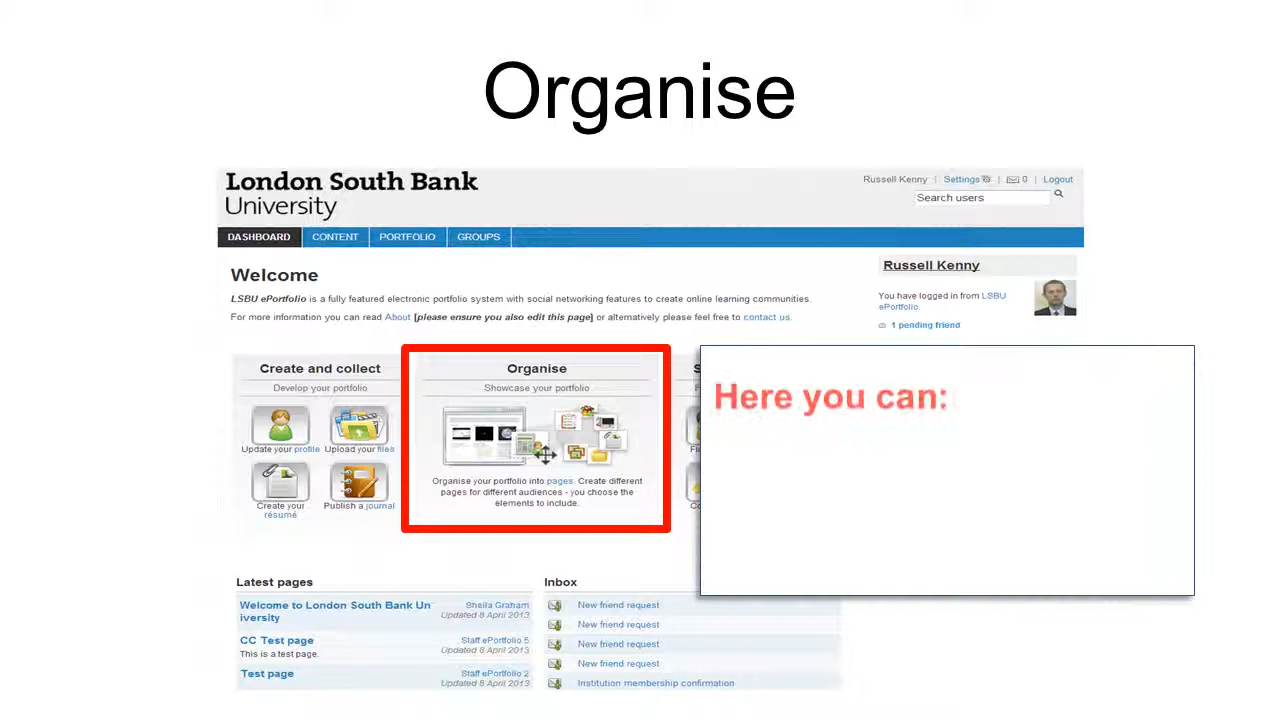 Organise
London South Bank
University
Russell Kenny | Settings | 0 | Logout
Search users
DASHBOARD CONTENT PORTFOLIO GROUPS
Welcome
LSBU ePortfolio is a fully featured electronic portfolio system with social networking features to create online learning communities.
For more information you can read About [please ensure you also edit this page] or alternatively please feel free to contact us.
Russell Kenny
You have logged in from LSBU
ePortfolio.
1 pending friend
Create and collect
Develop your portfolio
Update your profile
Upload your files
Create your
résumé
Publish a journal
Organise
Showcase your portfolio
Organise your portfolio into pages. Create different
pages for different audiences - you choose the
elements to include.
Here you can:
Latest pages
Welcome to London South Bank Un
iversity
Sheila Graham
Updated 8 April 2013
CC Test page
This is a test page.
Staff ePortfolio 5
Updated 8 April 2013
Test page
Staff ePortfolio 2
Updated 8 April 2013
Inbox
New friend request
New friend request
New friend request
New friend request
Institution membership confirmation